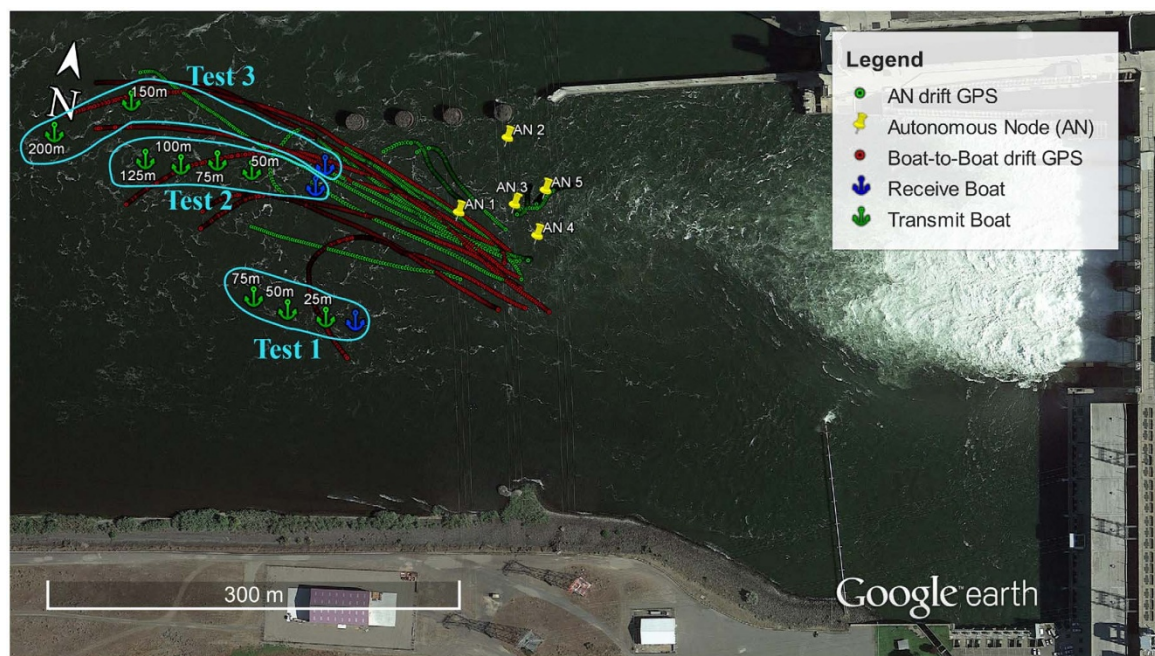 Test 3
Legend
AN drift GPS
Autonomous Node (AN)
Boat-to-Boat drift GPS
Receive Boat
Transmit Boat
N
150m
200m
100m
50m
125m
75m
Test 2
AN 2
AN 5
AN 3
AN 1
AN 4
75m
50m
25m
Test 1
300 m
Google earth